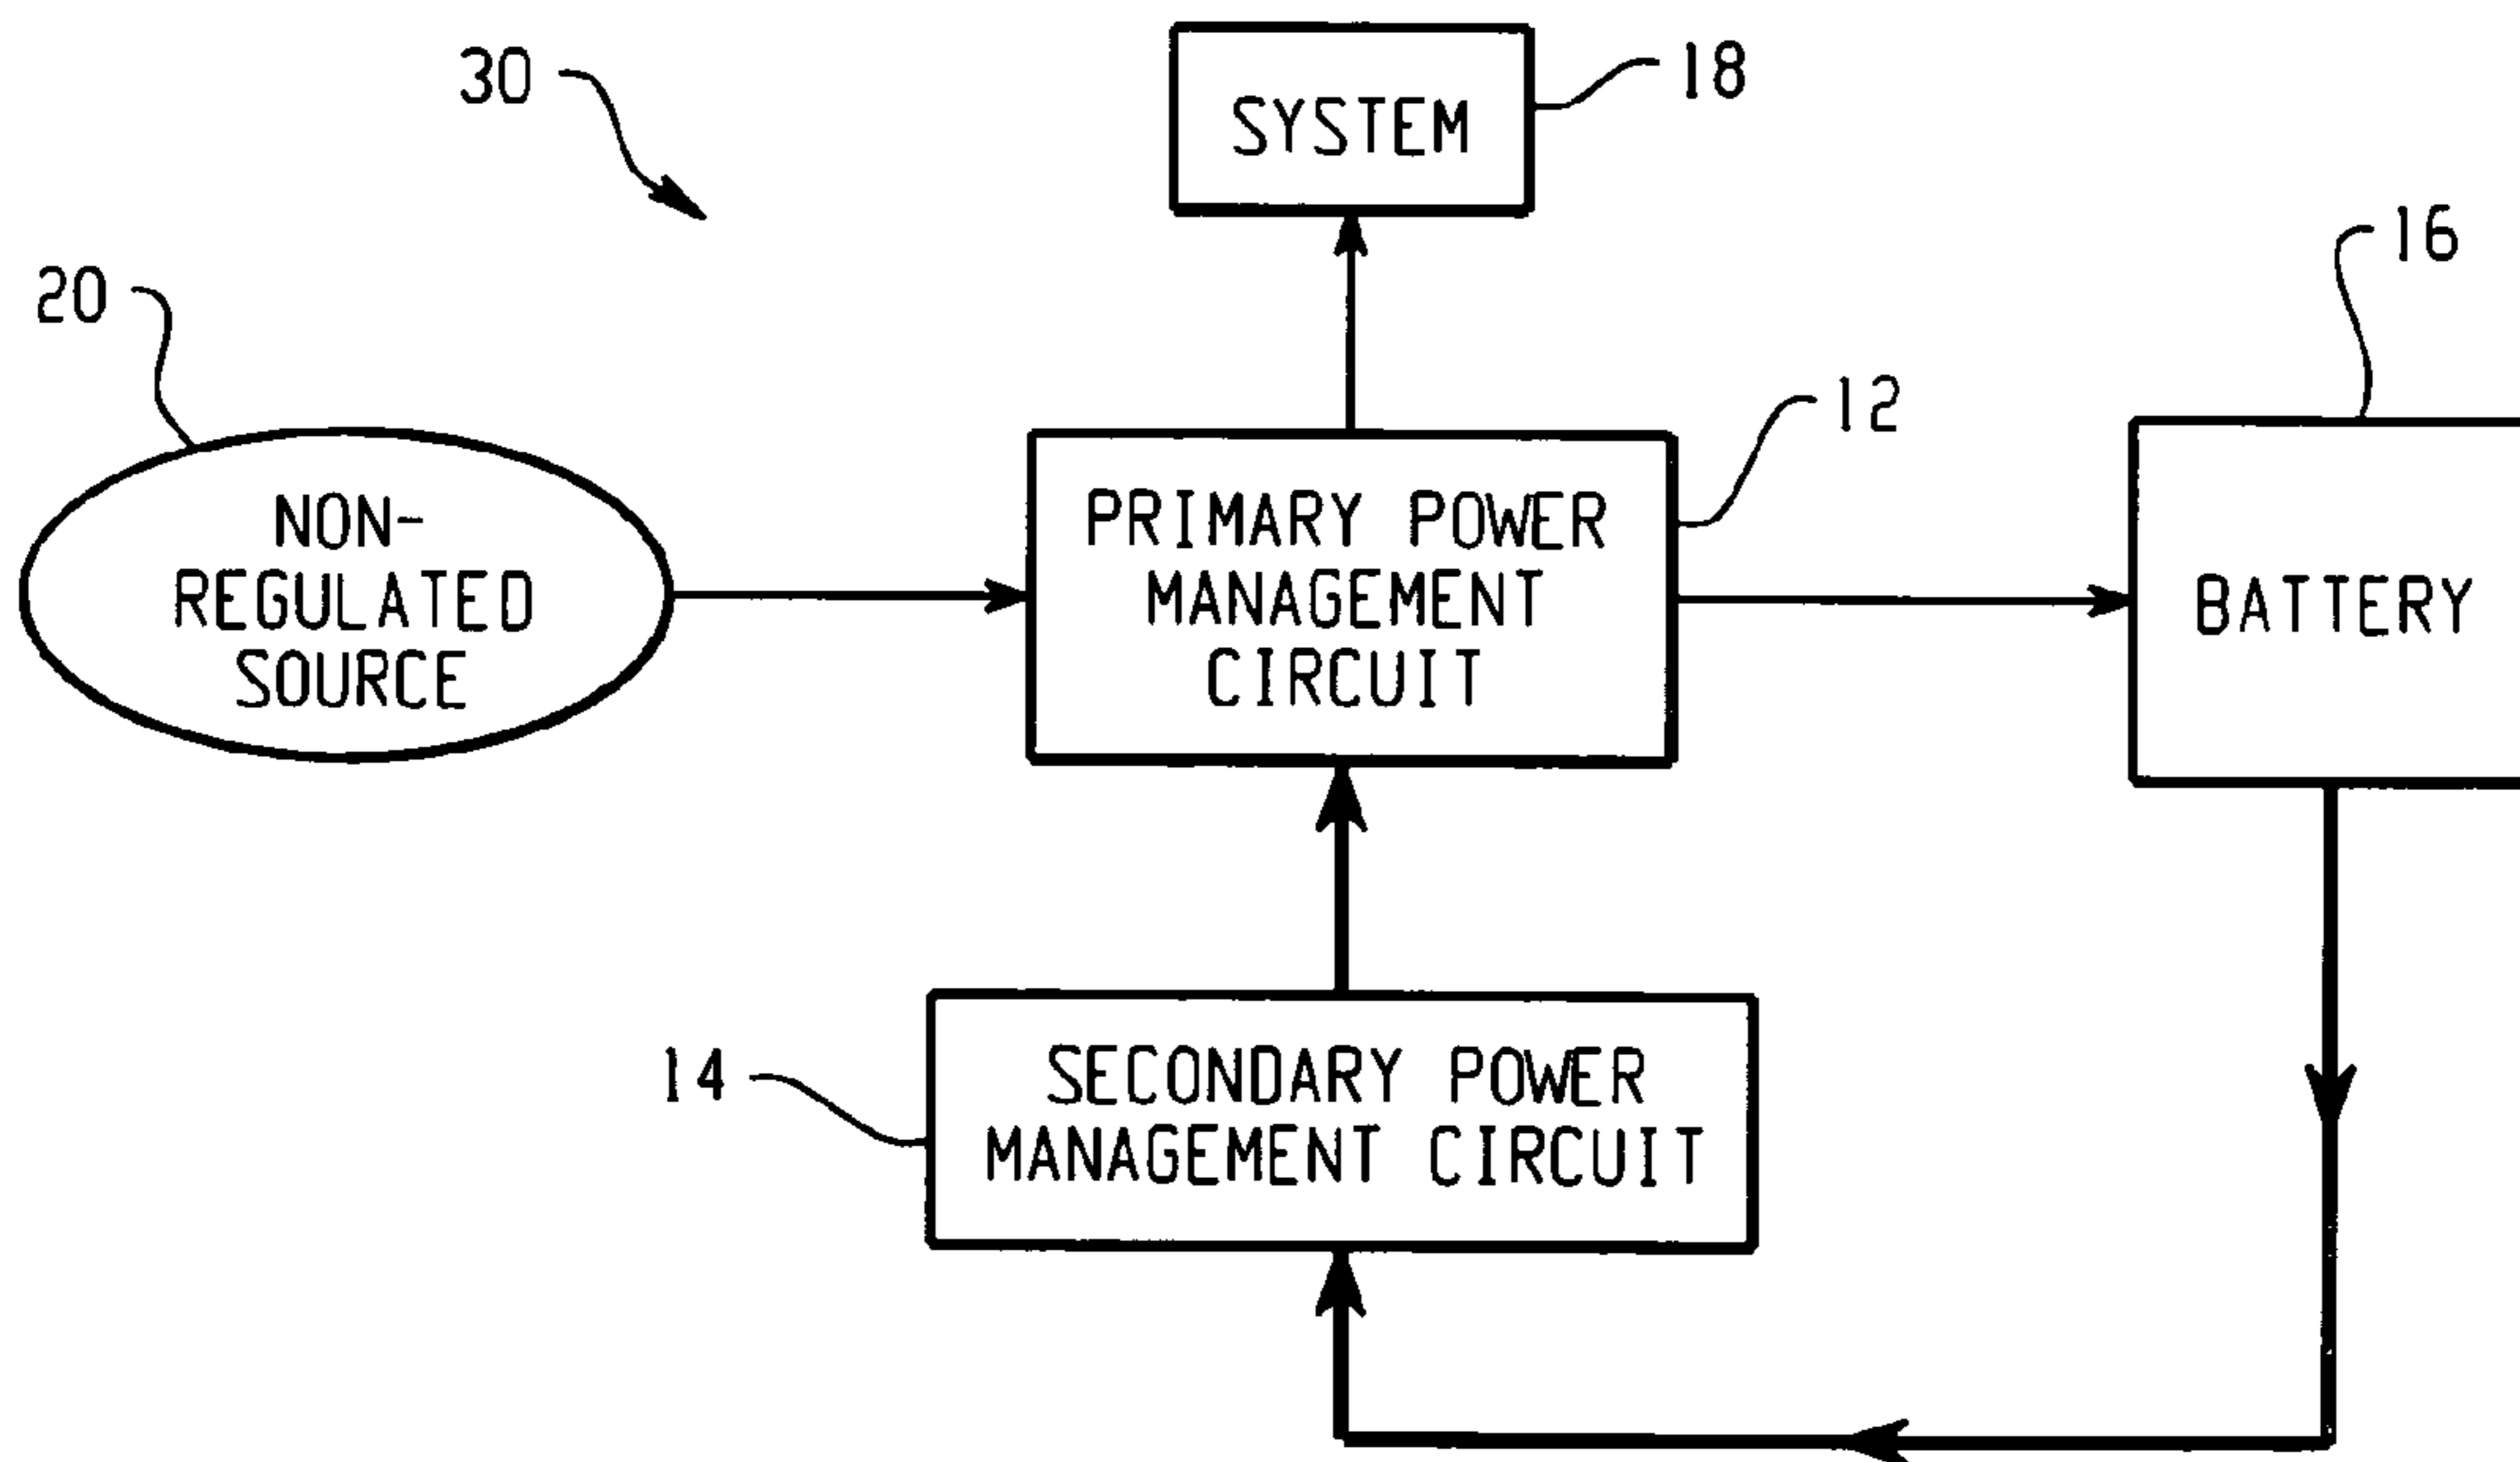 30
SYSTEM
18
20
16
12
NON-
REGULATED
SOURCE
PRIMARY POWER
MANAGEMENT
CIRCUIT
BATTERY
14
SECONDARY POWER
MANAGEMENT CIRCUIT